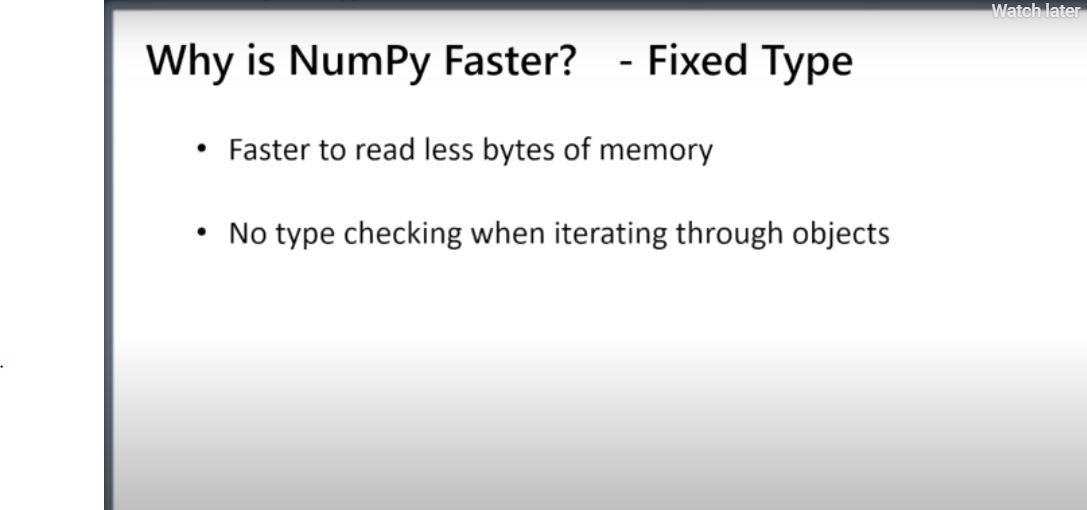 Watch later
Why is NumPy Faster? - Fixed Type
• Faster to read less bytes of memory
• No type checking when iterating through objects